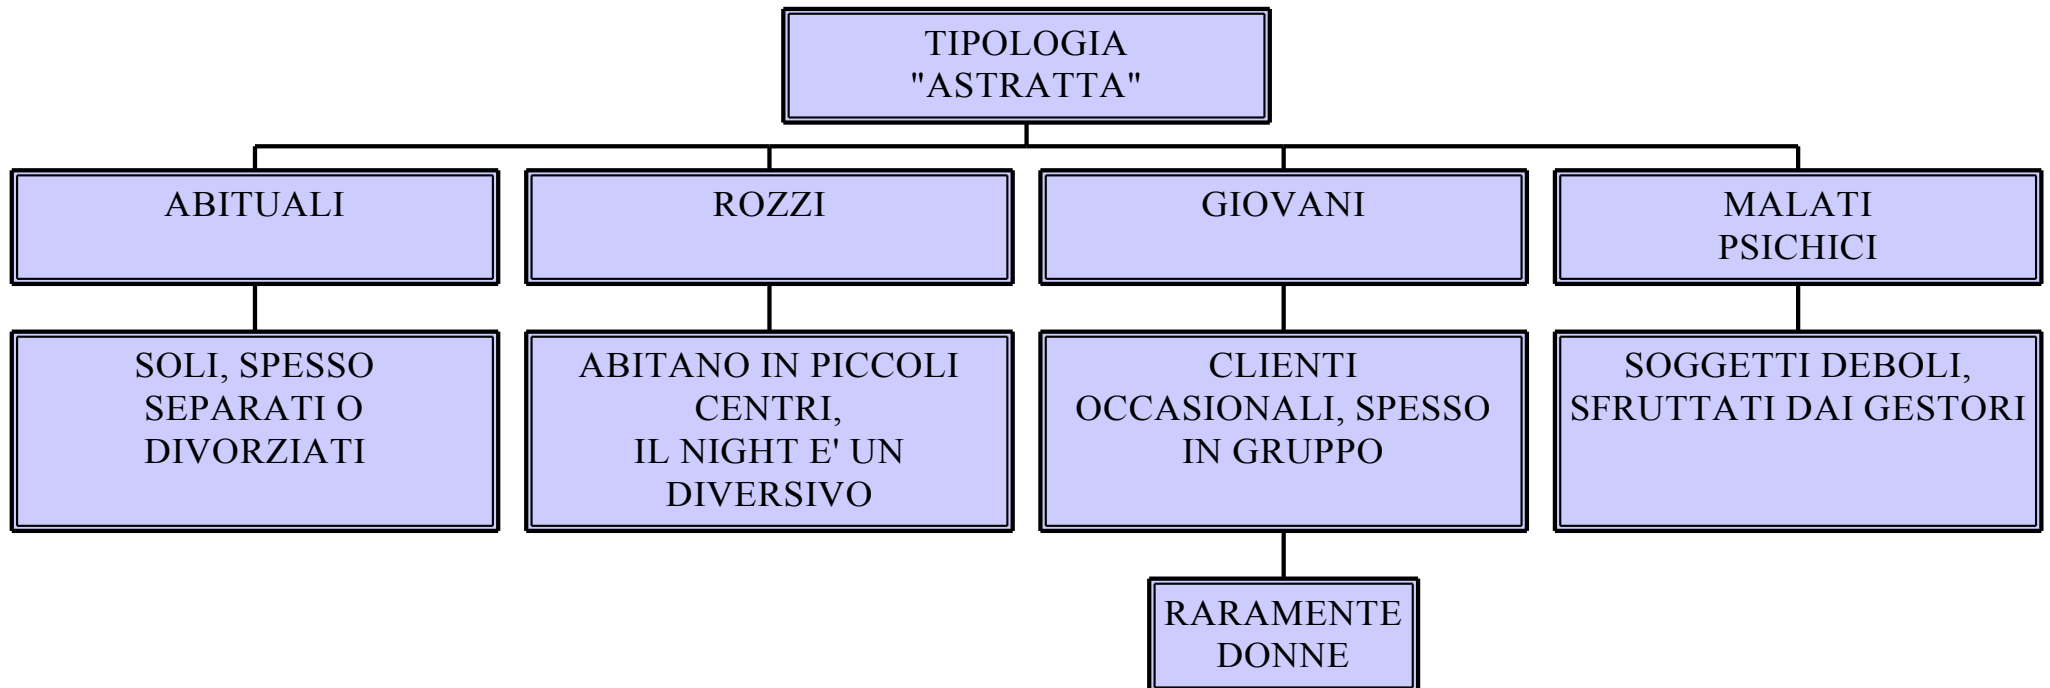 TIPOLOGIA
"ASTRATTA"
ABITUALI
ROZZI
GIOVANI
MALATI
PSICHICI
SOLI, SPESSO
SEPARATI O
DIVORZIATI
ABITANO IN PICCOLI
CENTRI,
IL NIGHT E' UN
DIVERSIVO
CLIENTI
OCCASIONALI, SPESSO
IN GRUPPO
SOGGETTI DEBOLI,
SFRUTTATI DAI GESTORI
RARAMENTE
DONNE